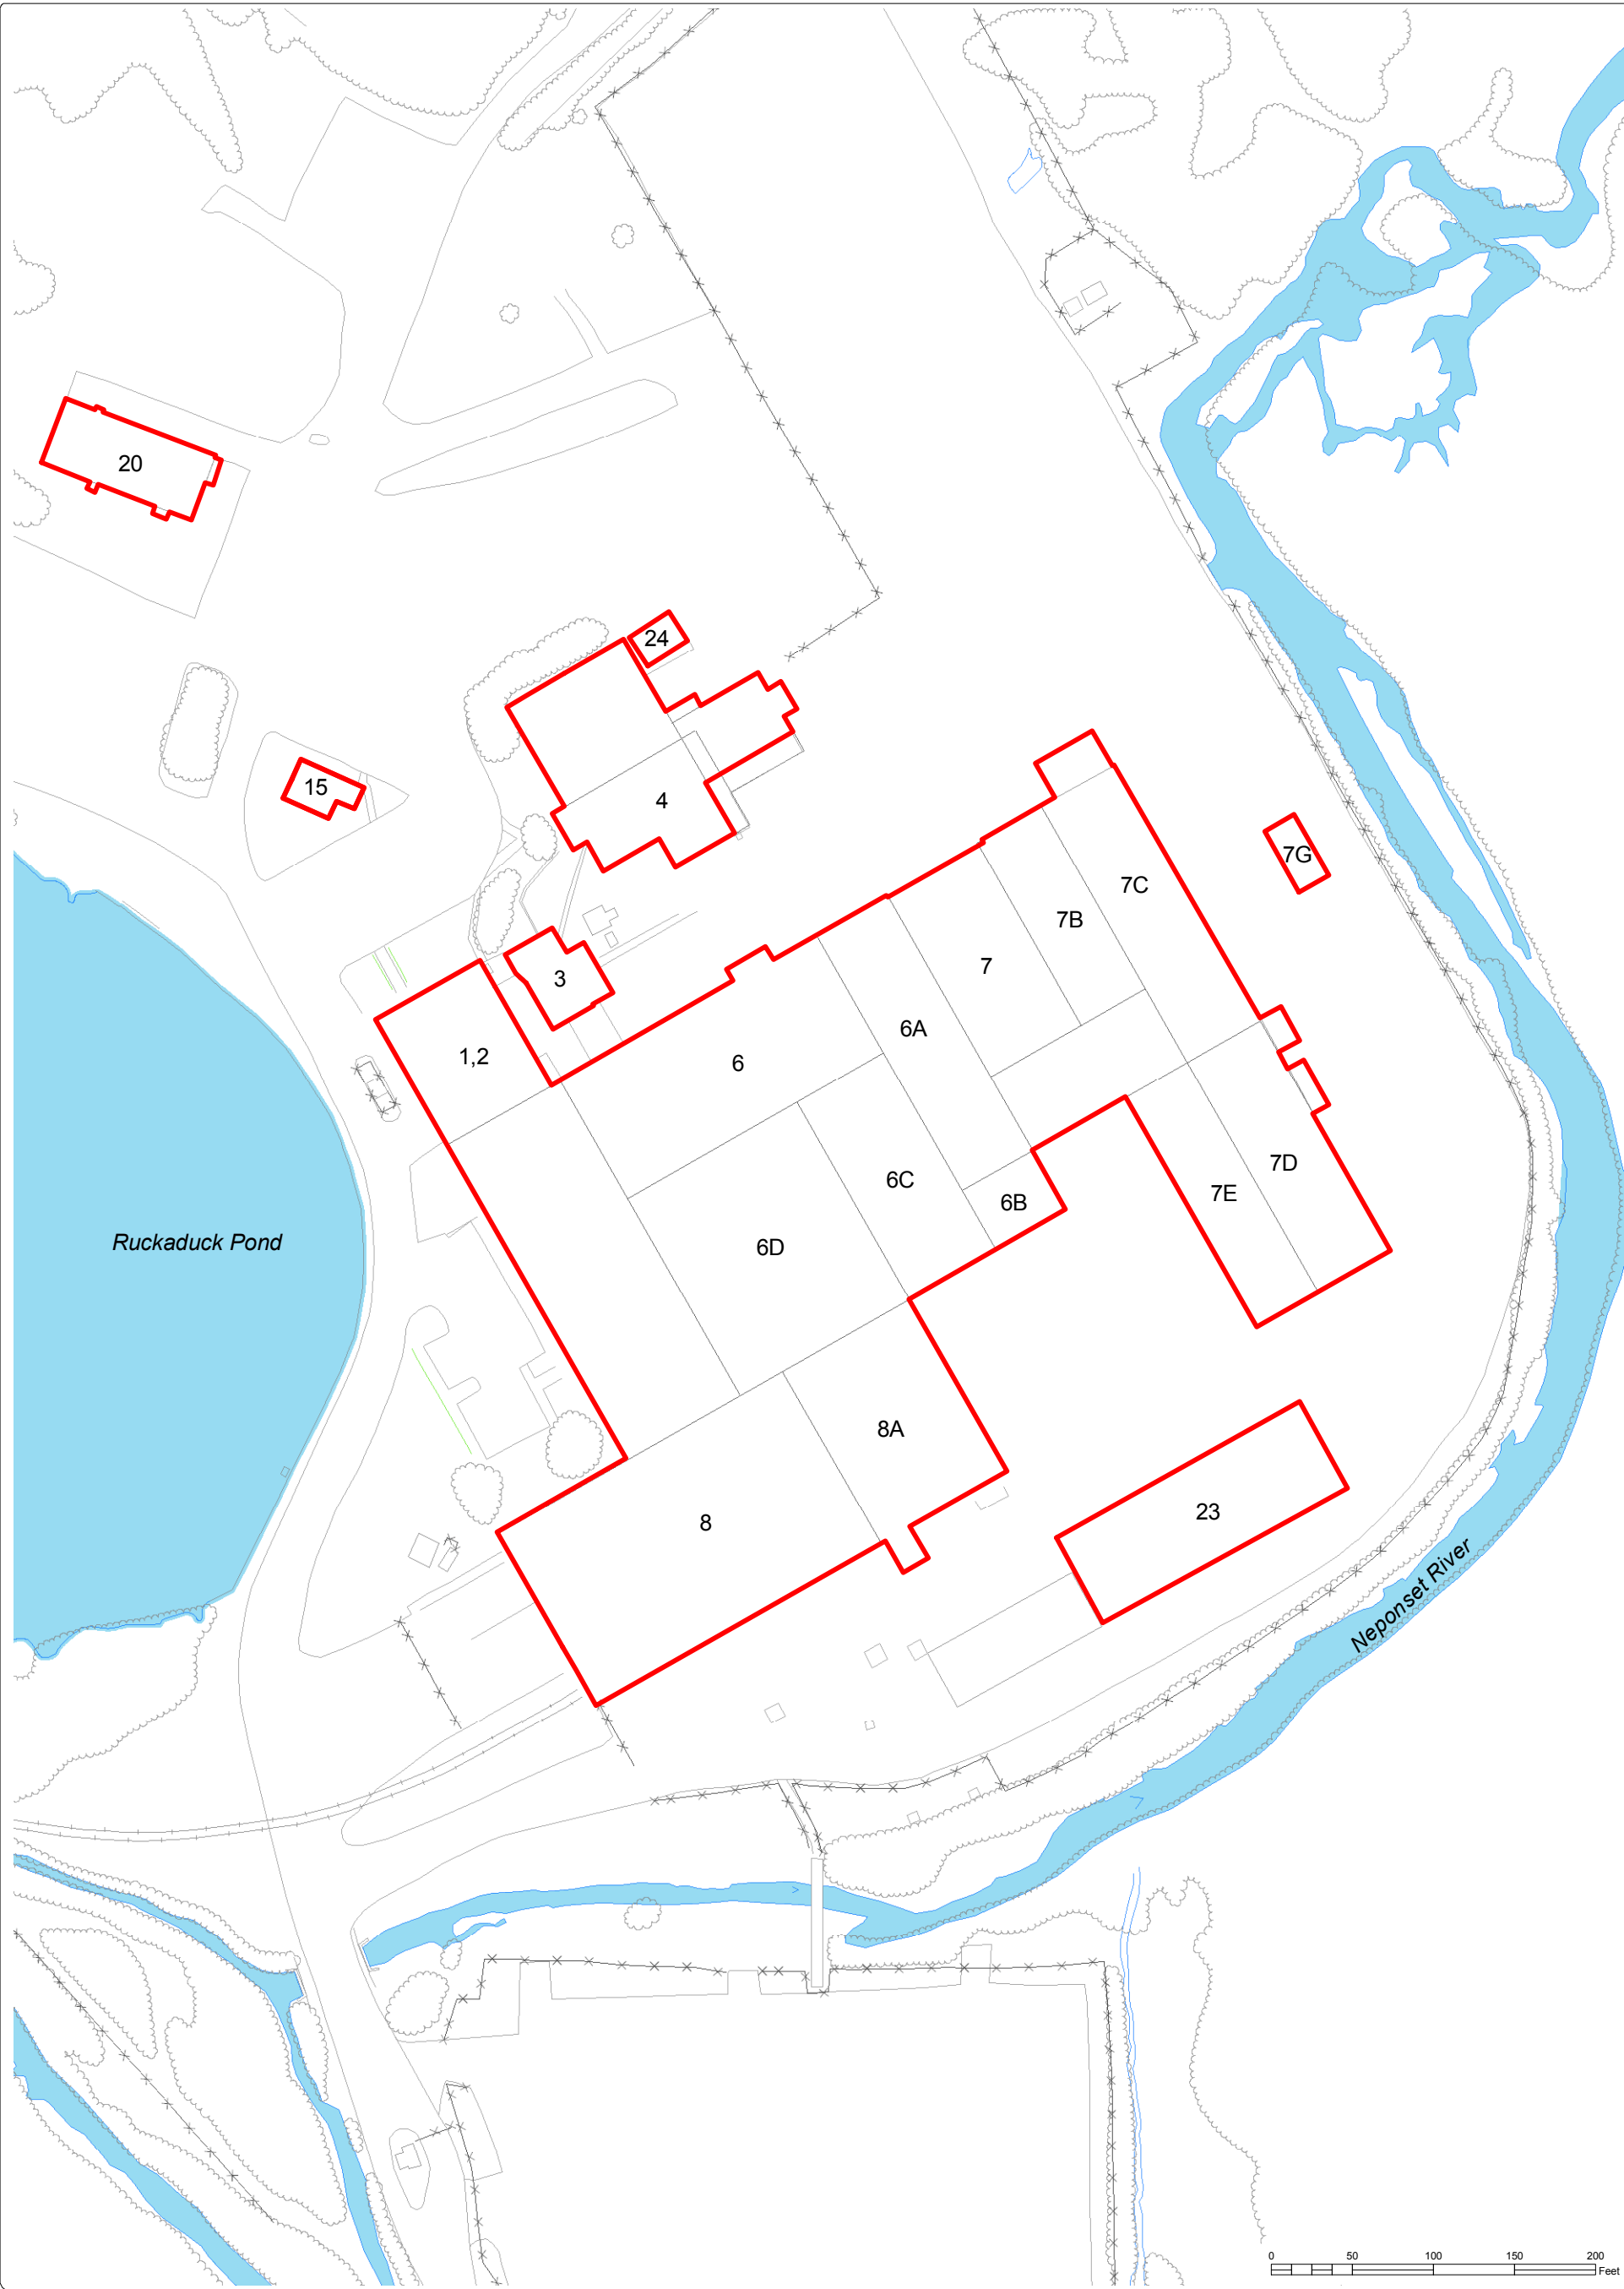 20
24
15
4
7G
7C
7B
7
3
6A
1,2
6
7D
6C
7E
6B
Ruckaduck Pond
6D
8A
23
8
Neponset River
0 50 100 150 200
Feet